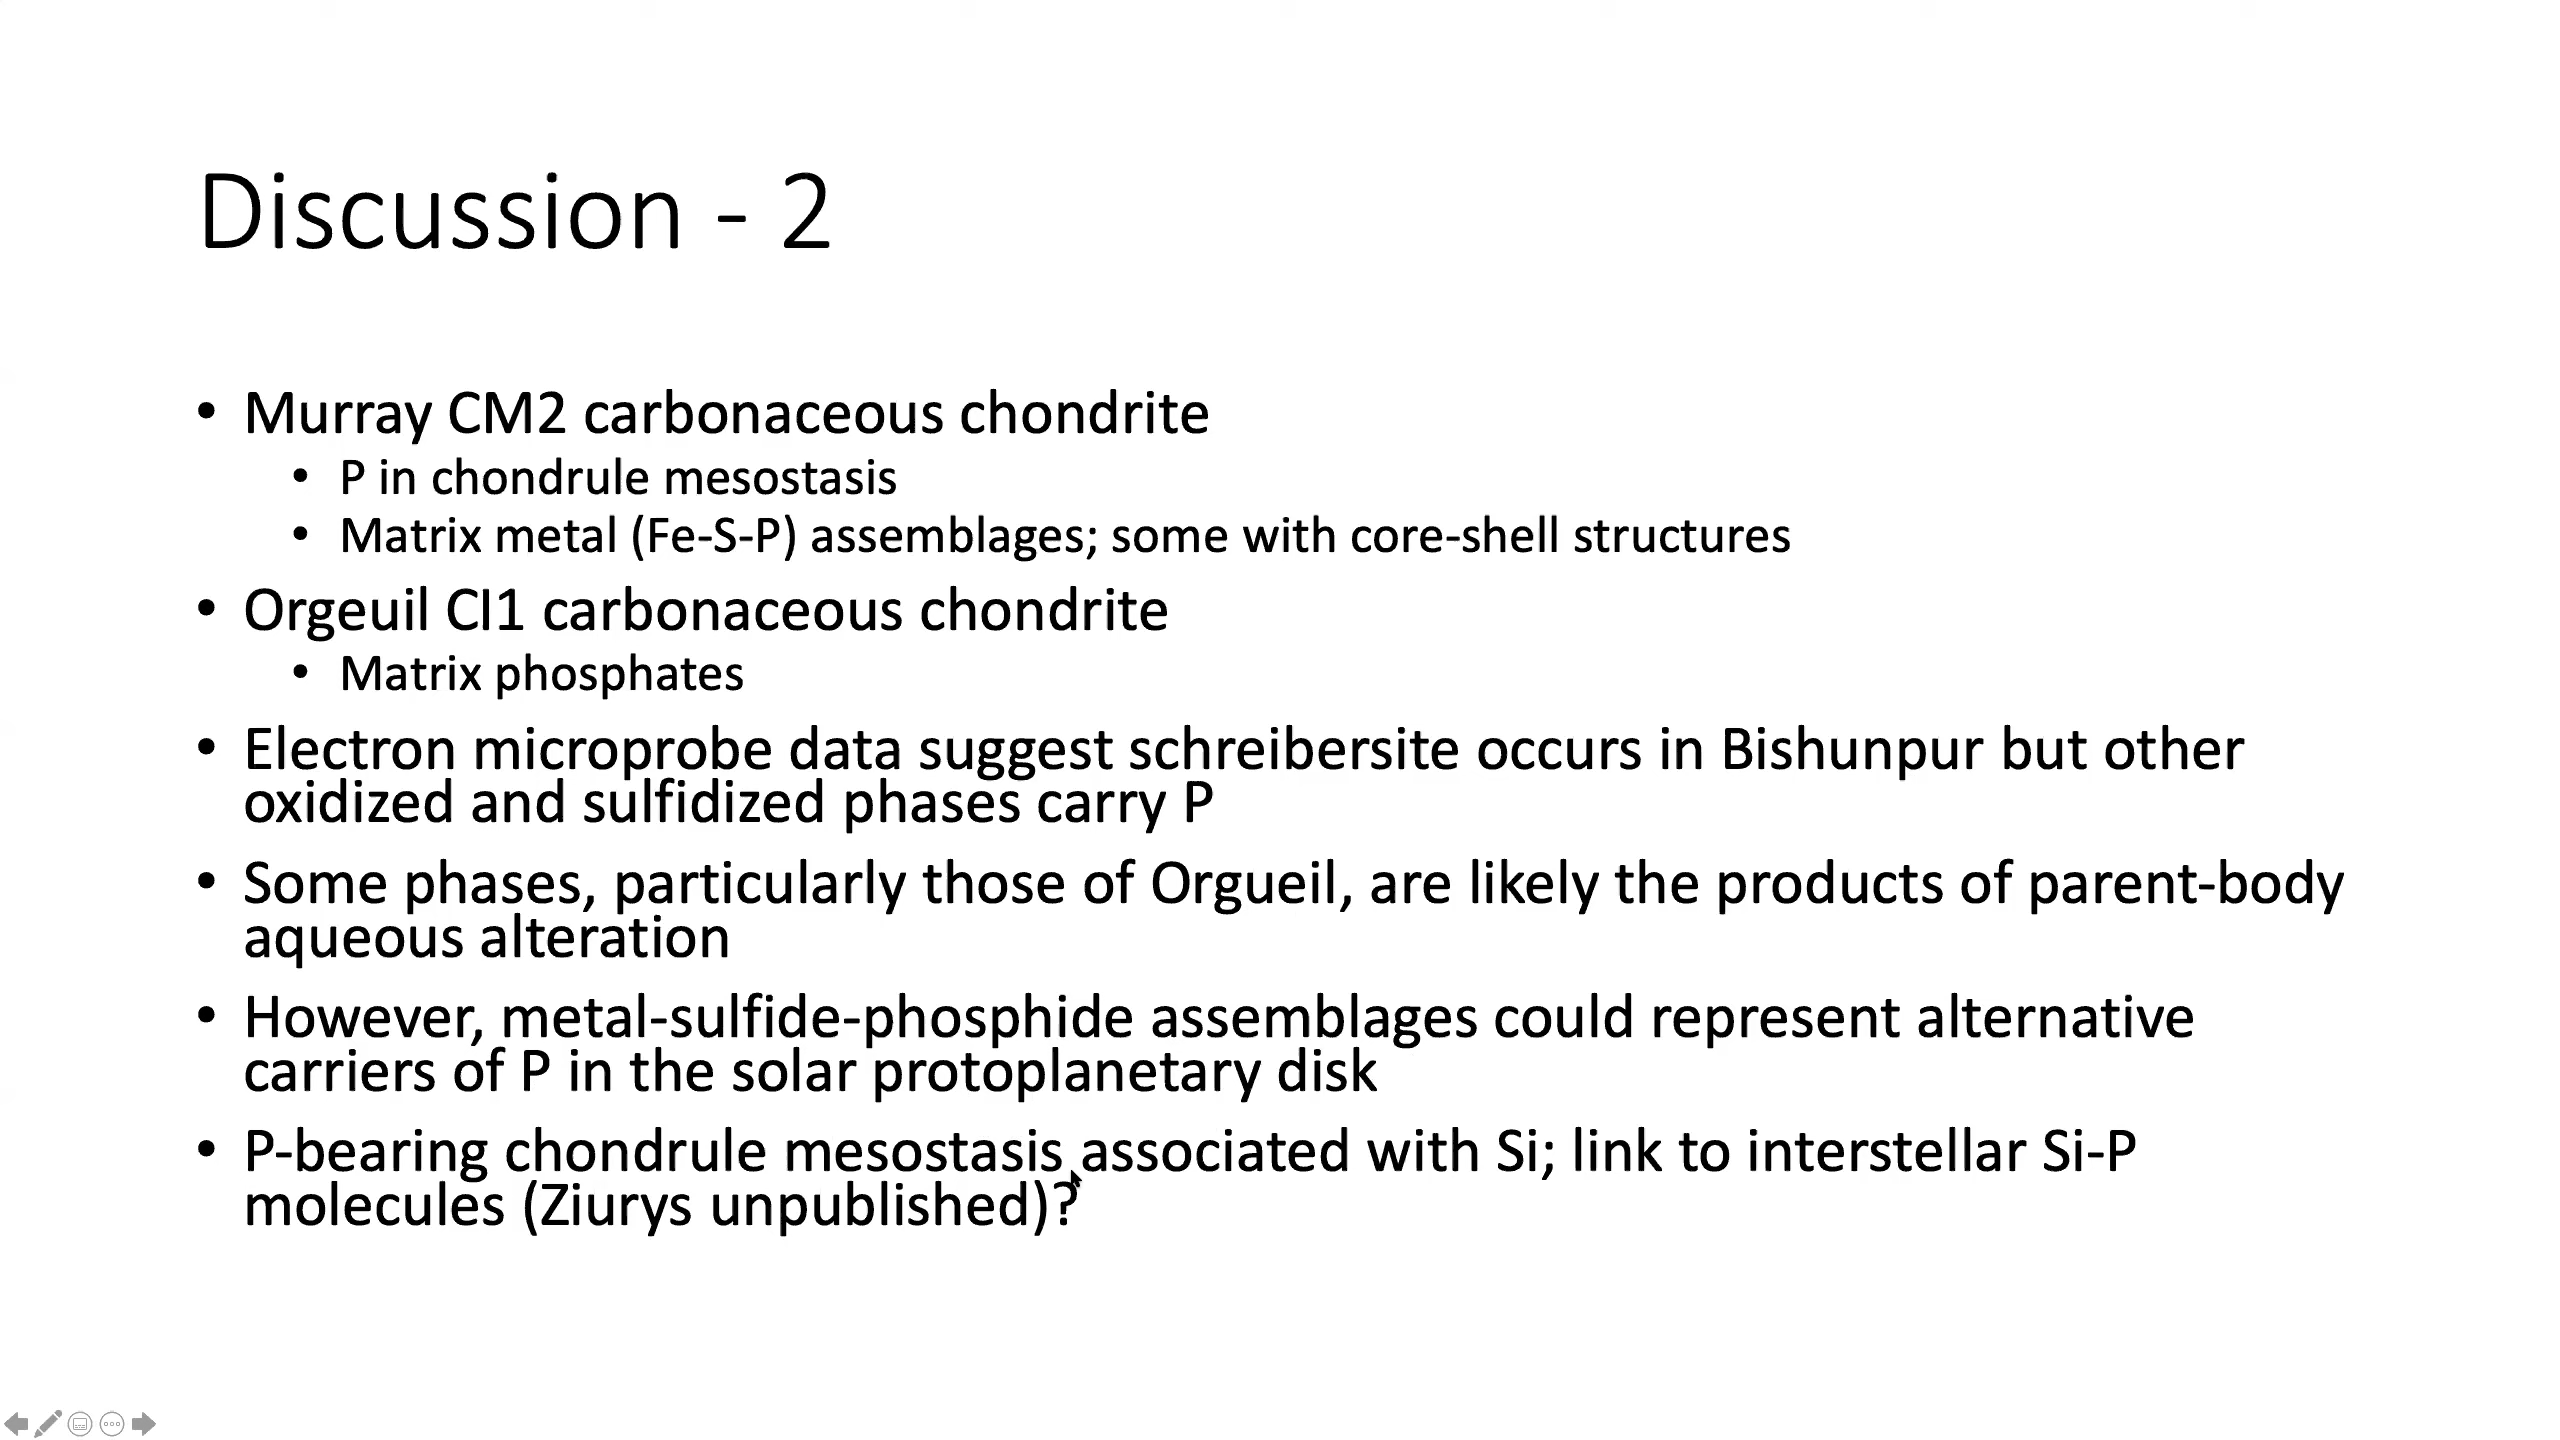 Discussion - 2
• Murray CM2 carbonaceous chondrite
• P in chondrule mesostasis
• Matrix metal (Fe-S-P) assemblages; some with core-shell structures
• Orgeuil CI1 carbonaceous chondrite
• Matrix phosphates
• Electron microprobe data suggest schreibersite occurs in Bishunpur but other
oxidized and sulfidized phases carry P
• Some phases, particularly those of Orgueil, are likely the products of parent-body
aqueous alteration
• However, metal-sulfide-phosphide assemblages could represent alternative
carriers of P in the solar protoplanetary disk
• P-bearing chondrule mesostasis associated with Si; link to interstellar Si-P
molecules (Ziurys unpublished)?